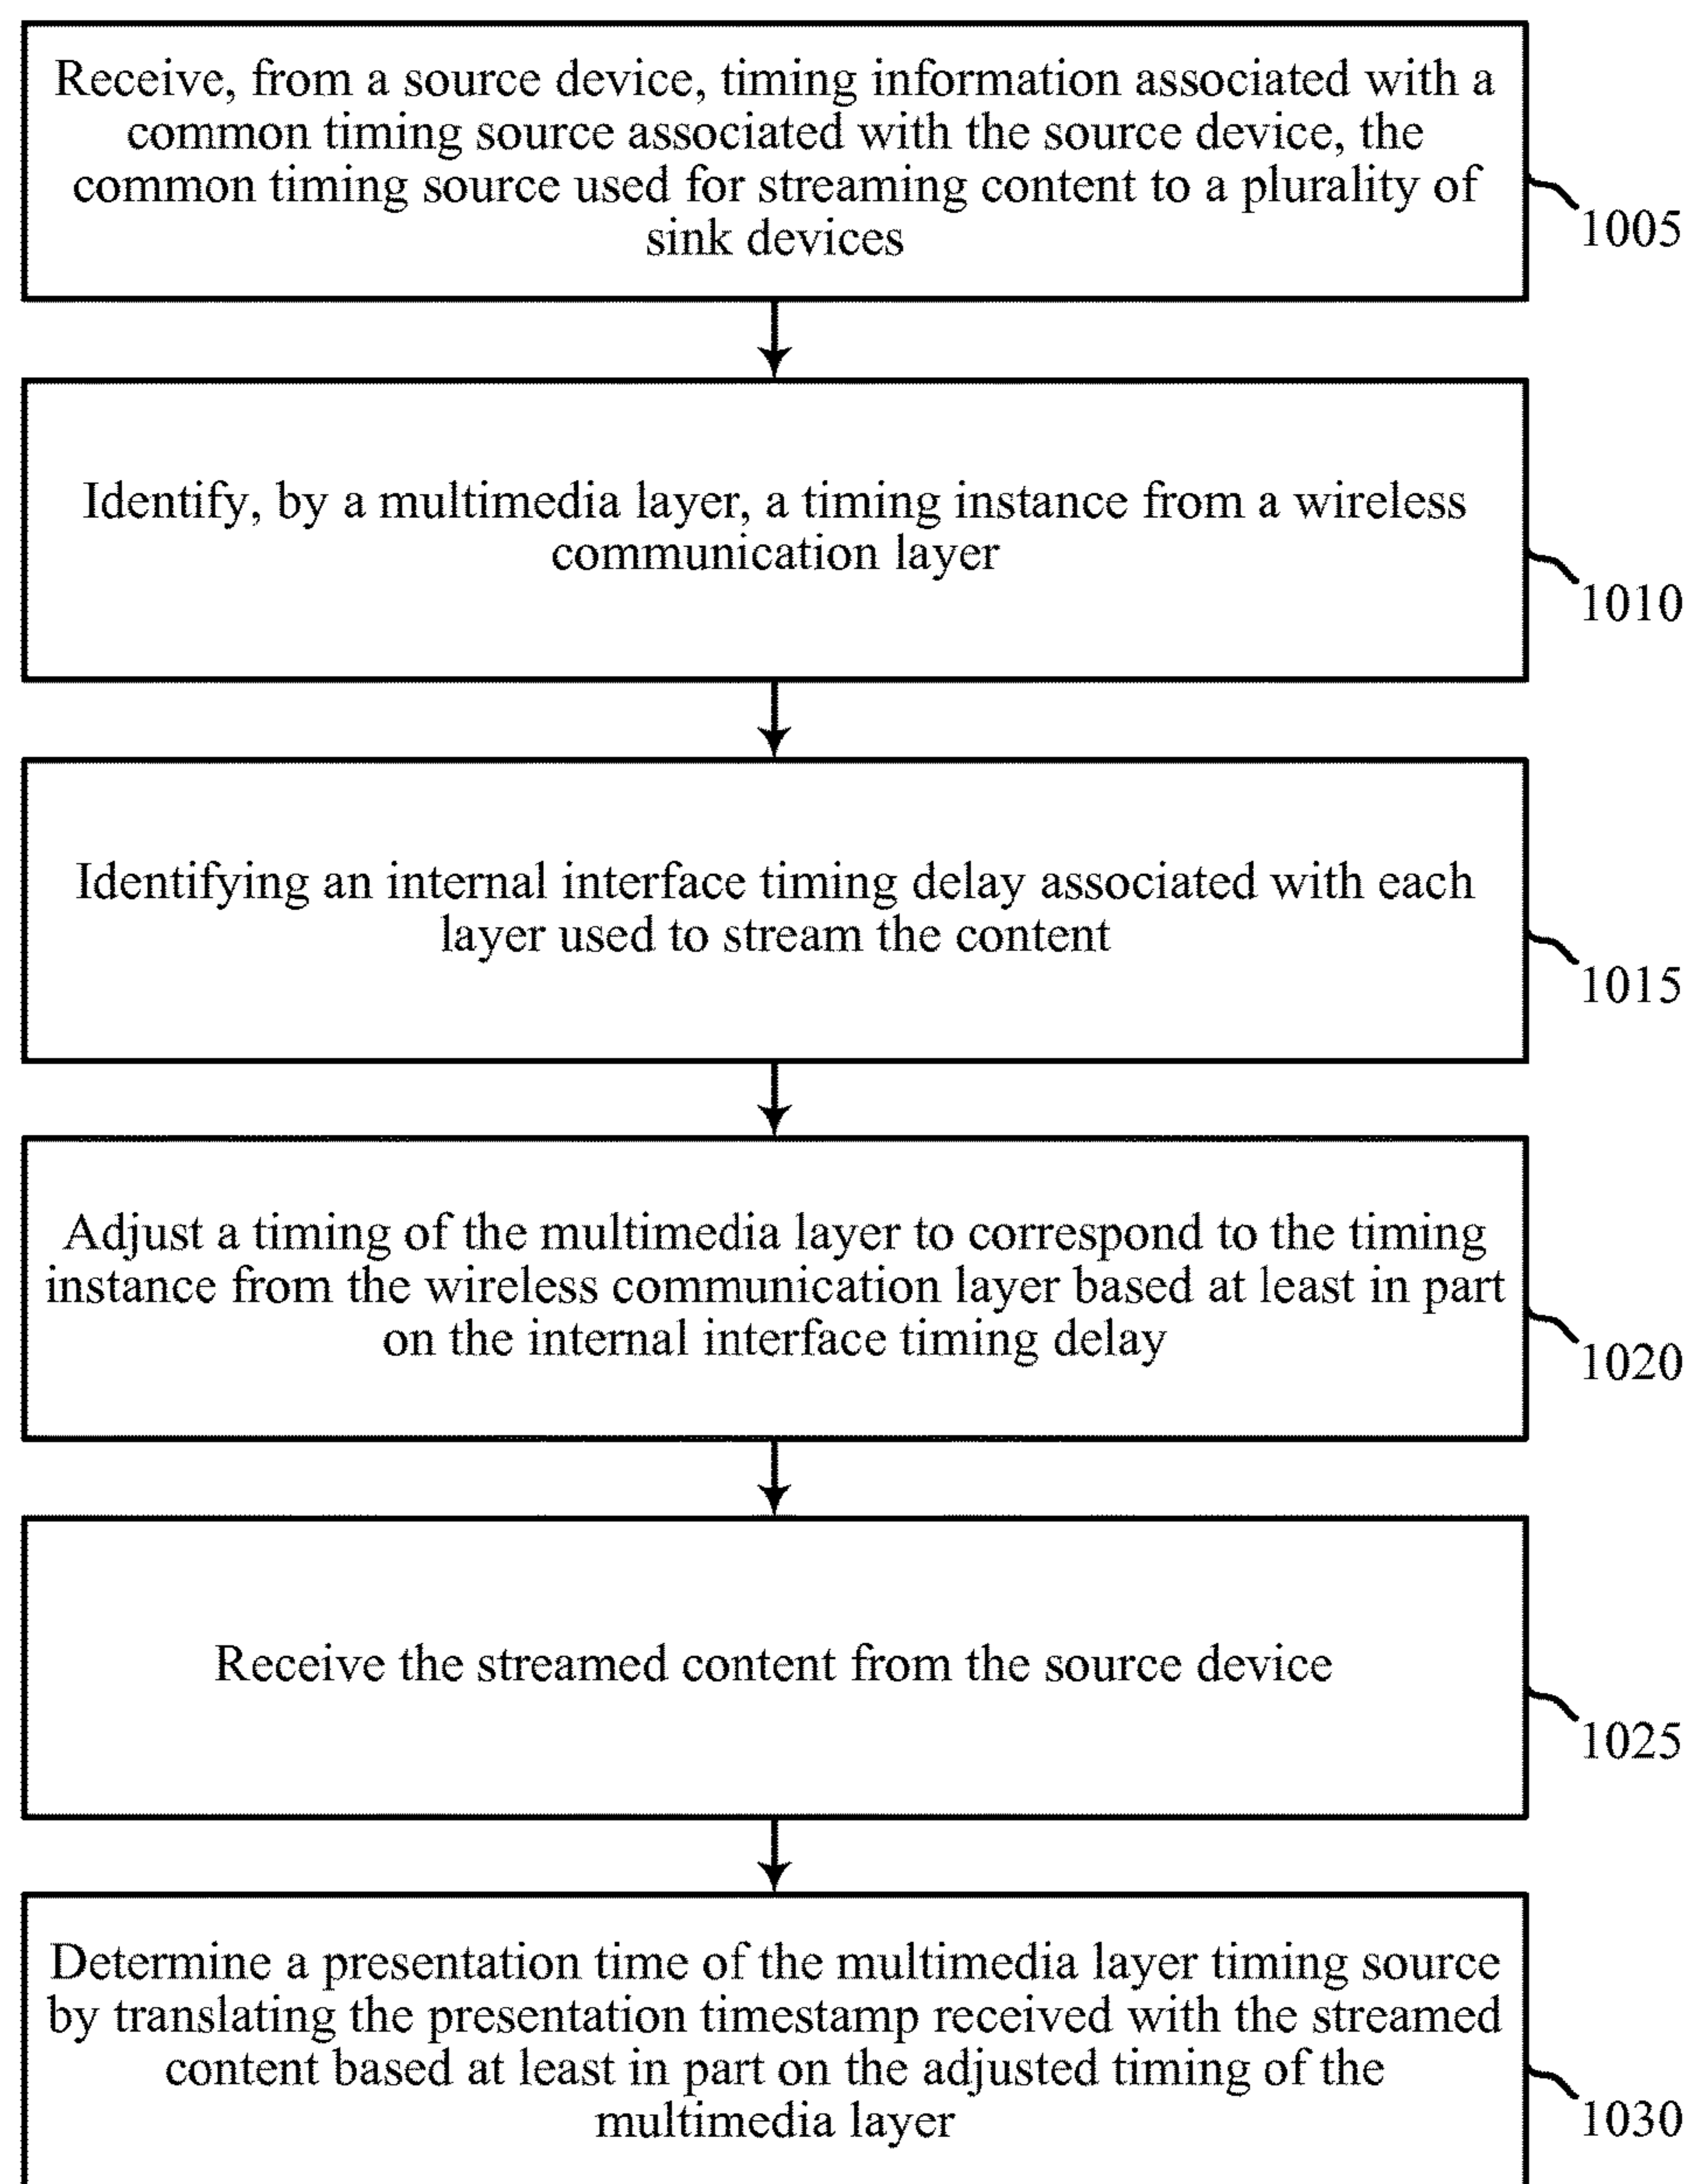 Receive, from a source device, timing information associated with a
common timing source associated with the source device, the
common timing source used for streaming content to a plurality of
sink devices
1005
Identify, by a multimedia layer, a timing instance from a wireless
communication layer
1010
Identifying an internal interface timing delay associated with each
layer used to stream the content
1015
Adjust a timing of the multimedia layer to correspond to the timing
instance from the wireless communication layer based at least in part
on the internal interface timing delay
1020
Receive the streamed content from the source device
1025
Determine a presentation time of the multimedia layer timing source
by translating the presentation timestamp received with the streamed
content based at least in part on the adjusted timing of the
multimedia layer
1030